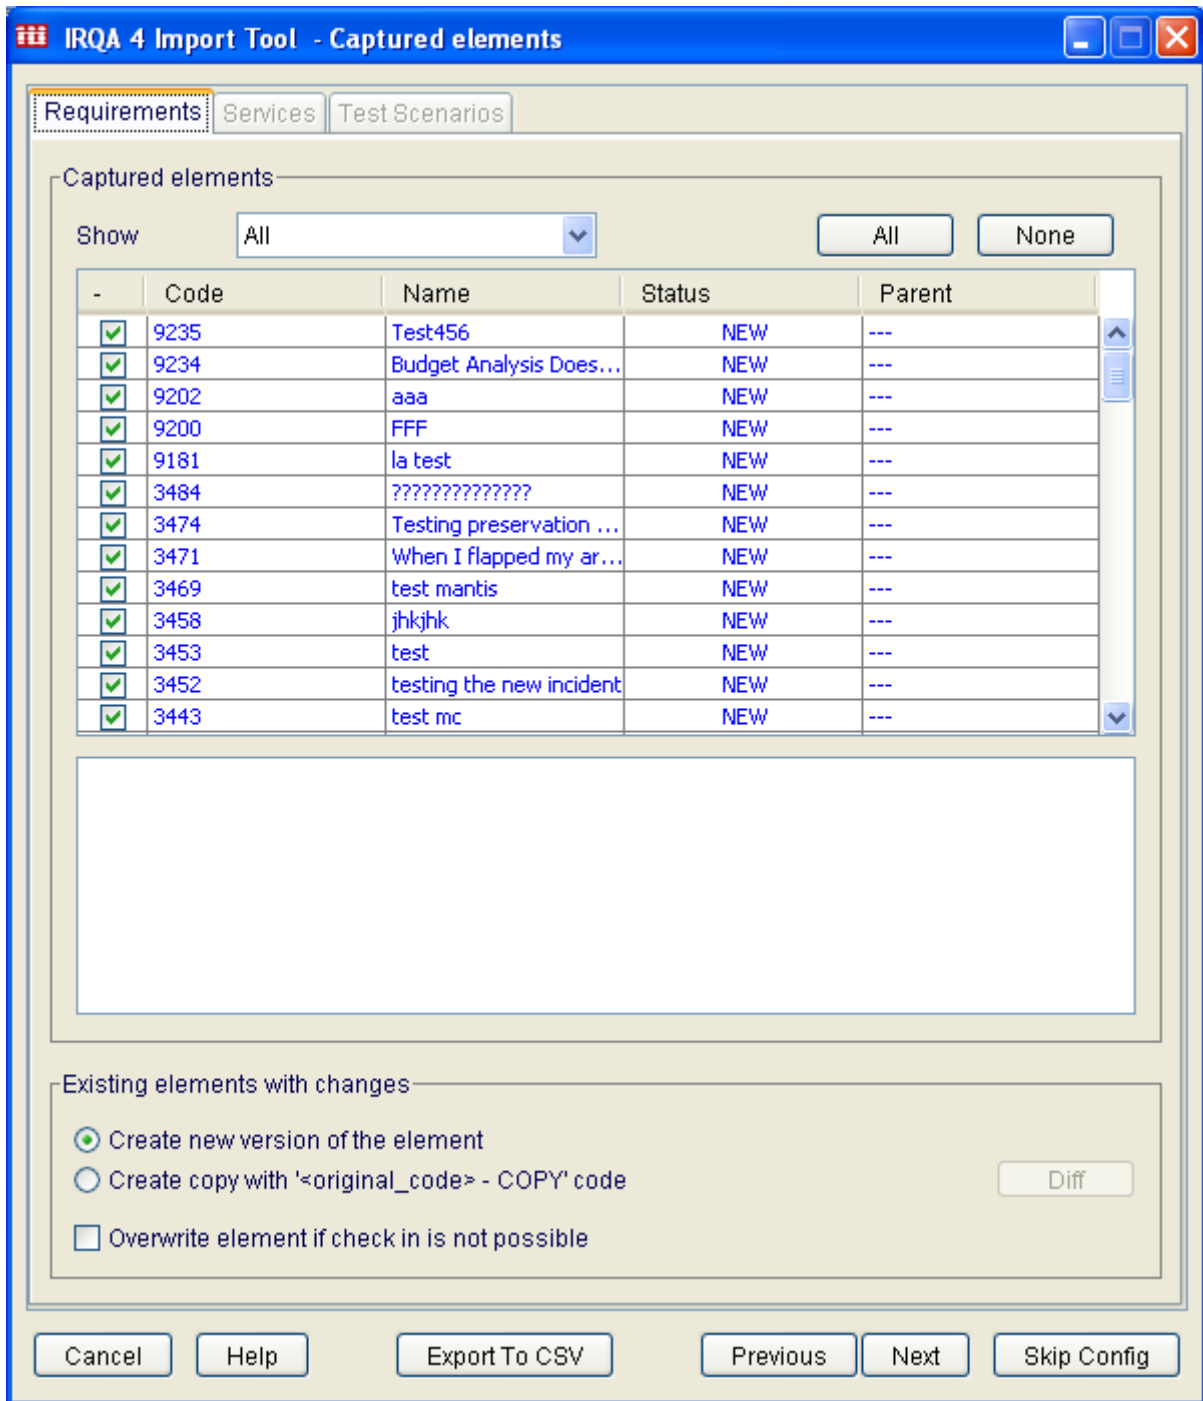 IRQA 4 Import Tool - Captured elements
Requirements Services Test Scenarios
Captured elements
Show All All None
- Code Name Status Parent
9235 Test456 NEW ---
9234 Budget Analysis Does... NEW ---
9202 aaa NEW ---
9200 FFF NEW ---
9181 la test NEW ---
3484 ?????????????? NEW ---
3474 Testing preservation ... NEW ---
3471 When I flapped my ar... NEW ---
3469 test mantis NEW ---
3458 jhkjhk NEW ---
3453 test NEW ---
3452 testing the new incident NEW ---
3443 test mc NEW ---
Existing elements with changes
Create new version of the element
Create copy with '<original_code> - COPY' code Diff
Overwrite element if check in is not possible
Cancel Help Export To CSV Previous Next Skip Config